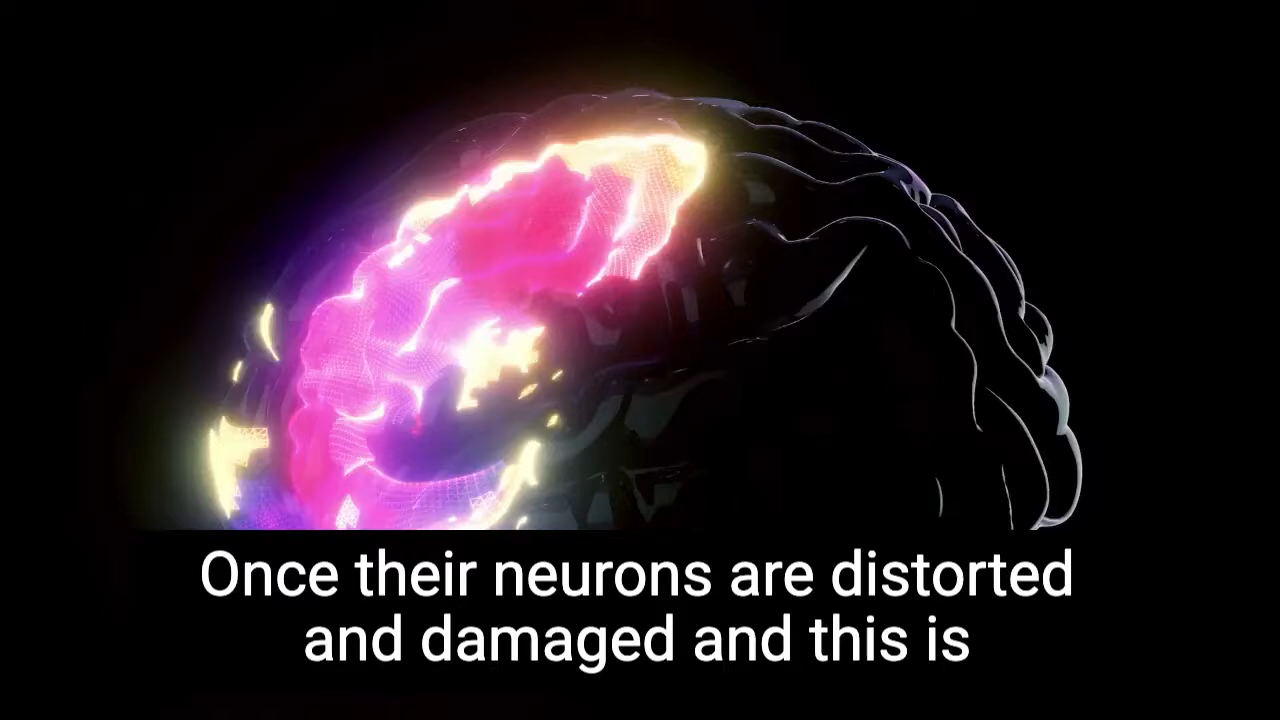 Once their neurons are distorted
and damaged and this is